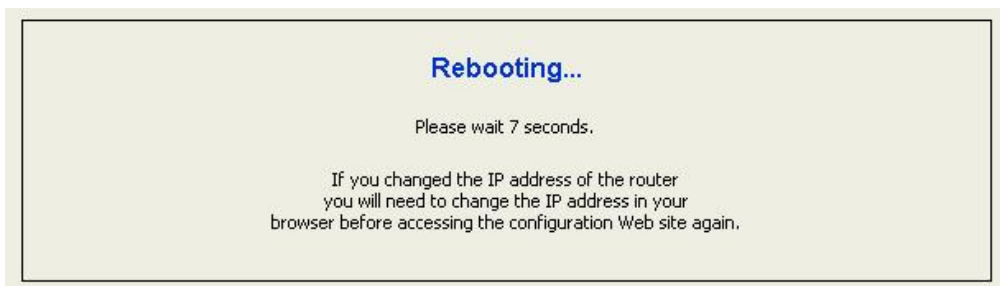 Rebooting...
Please wait 7 seconds.
If you changed the IP address of the router
you will need to change the IP address in your
browser before accessing the configuration Web site again.